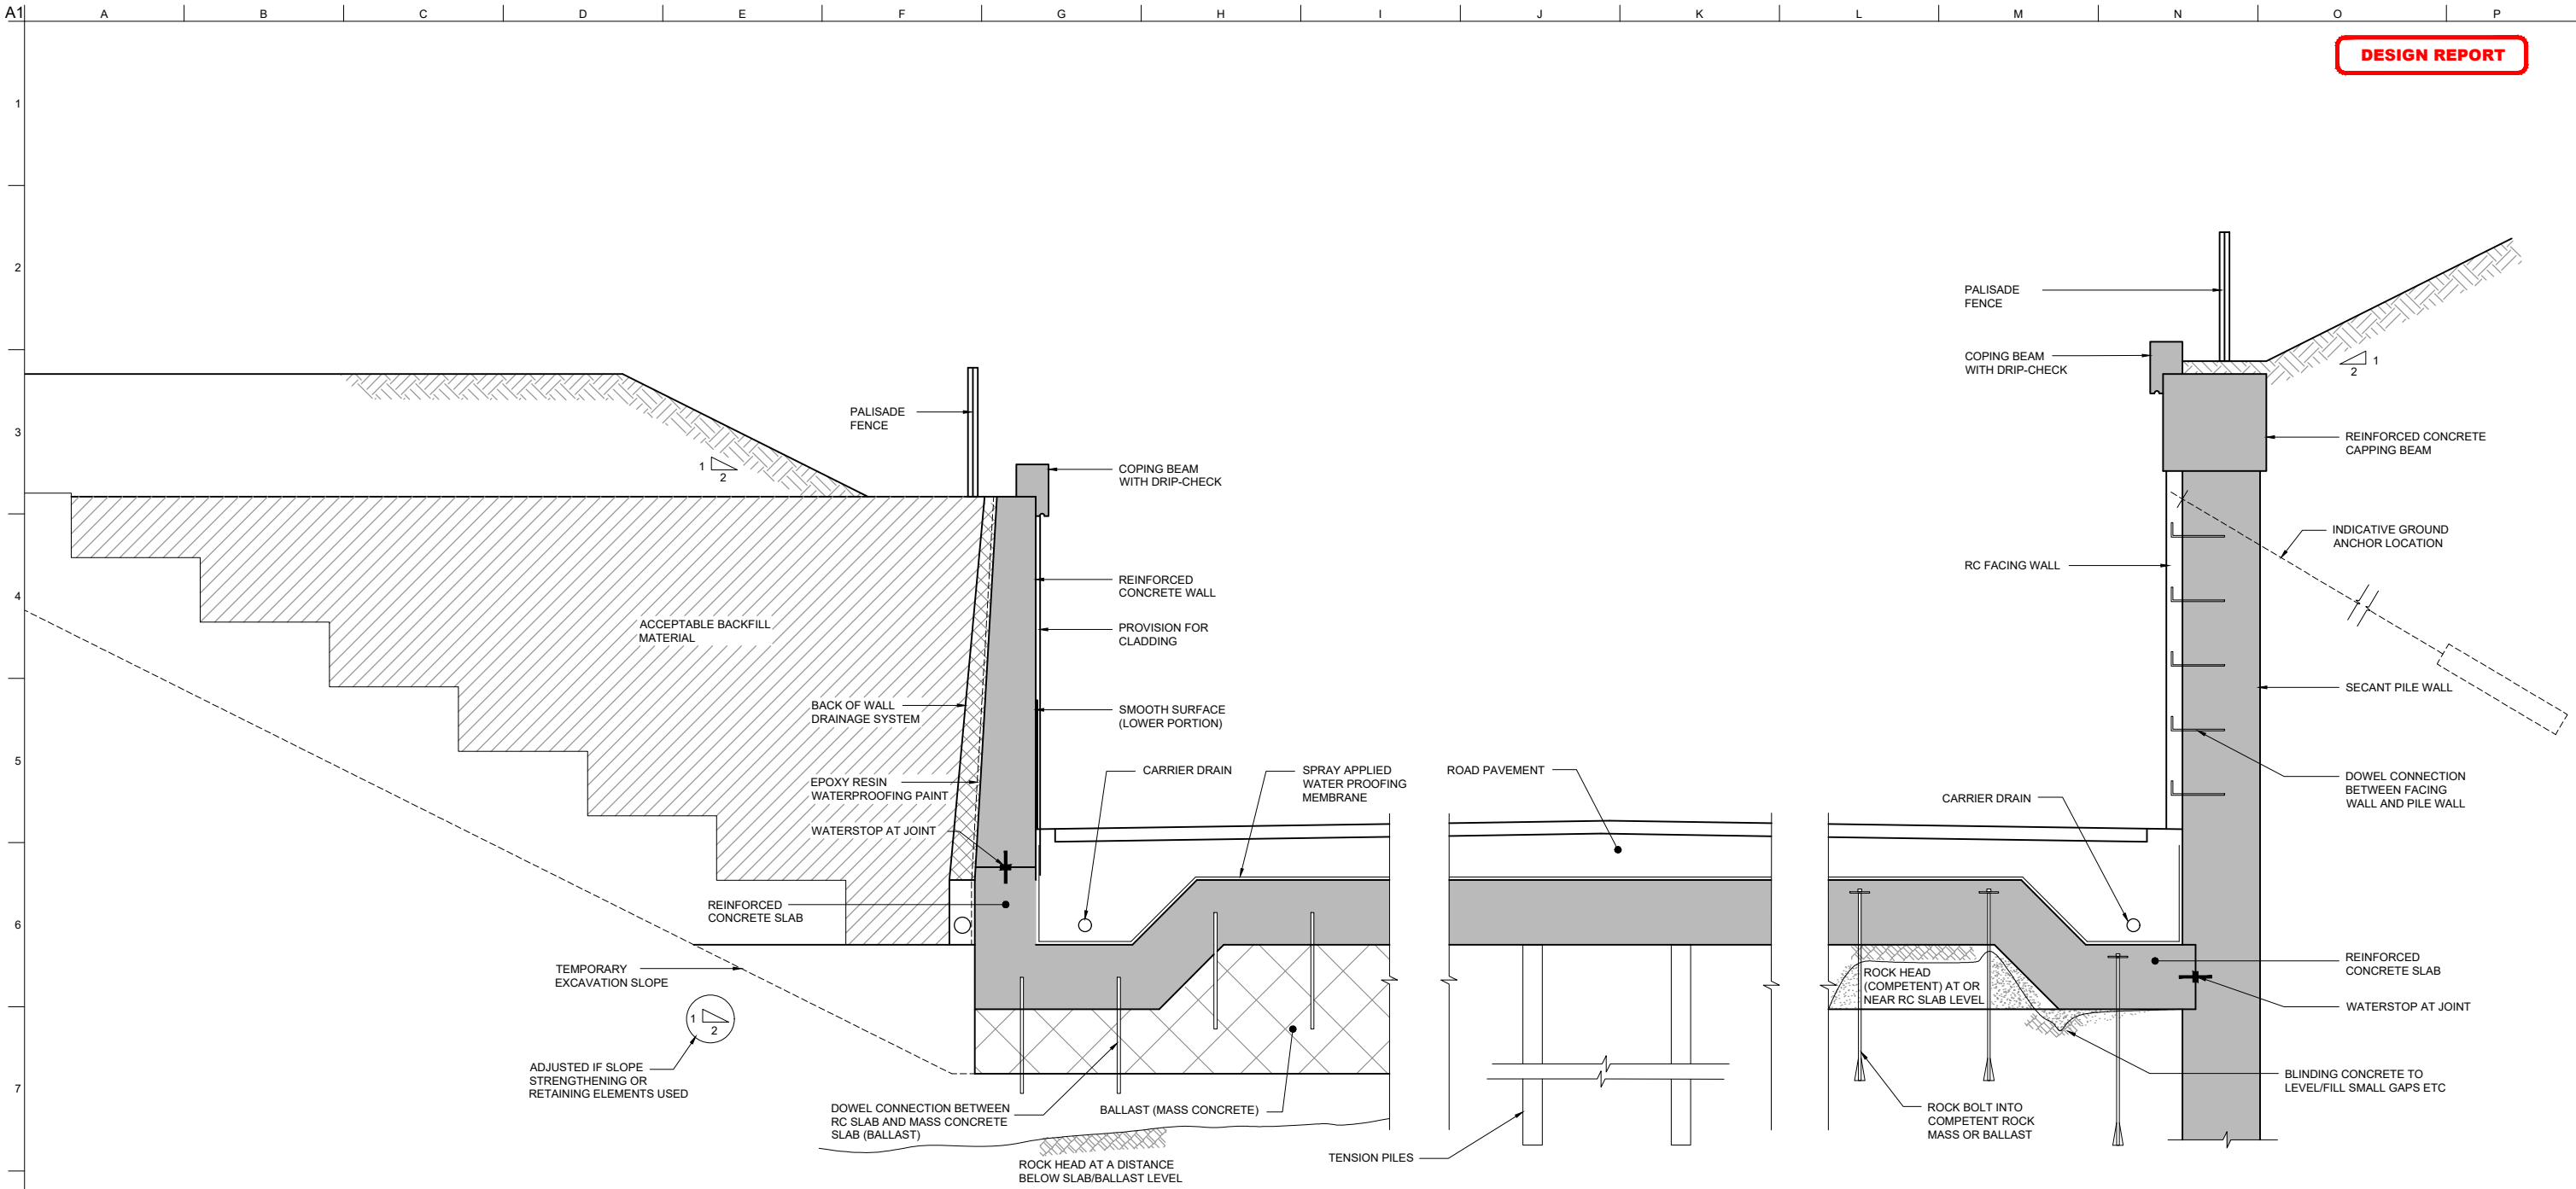 A1
A
B
C
D
E
F
G
H
I
J
K
L
M
N
O
P
DESIGN REPORT
1
2
3
4
5
6
7
PALISADE
FENCE
COPING BEAM
WITH DRIP-CHECK
1
2
REINFORCED CONCRETE
CAPPING BEAM
INDICATIVE GROUND
ANCHOR LOCATION
RC FACING WALL
SECANT PILE WALL
DOWEL CONNECTION
BETWEEN FACING
WALL AND PILE WALL
CARRIER DRAIN
REINFORCED
CONCRETE SLAB
WATERSTOP AT JOINT
BLINDING CONCRETE TO
LEVEL/FILL SMALL GAPS ETC
ROCK HEAD
(COMPETENT) AT OR
NEAR RC SLAB LEVEL
ROCK BOLT INTO
COMPETENT ROCK
MASS OR BALLAST
PALISADE
FENCE
1
2
COPING BEAM
WITH DRIP-CHECK
REINFORCED
CONCRETE WALL
PROVISION FOR
CLADDING
SMOOTH SURFACE
(LOWER PORTION)
ACCEPTABLE BACKFILL
MATERIAL
BACK OF WALL
DRAINAGE SYSTEM
EPOXY RESIN
WATERPROOFING PAINT
WATERSTOP AT JOINT
CARRIER DRAIN
SPRAY APPLIED
WATER PROOFING
MEMBRANE
ROAD PAVEMENT
REINFORCED
CONCRETE SLAB
TEMPORARY
EXCAVATION SLOPE
1
2
ADJUSTED IF SLOPE
STRENGTHENING OR
RETAINING ELEMENTS USED
DOWEL CONNECTION BETWEEN
RC SLAB AND MASS CONCRETE
SLAB (BALLAST)
BALLAST (MASS CONCRETE)
ROCK HEAD AT A DISTANCE
BELOW SLAB/BALLAST LEVEL
TENSION PILES